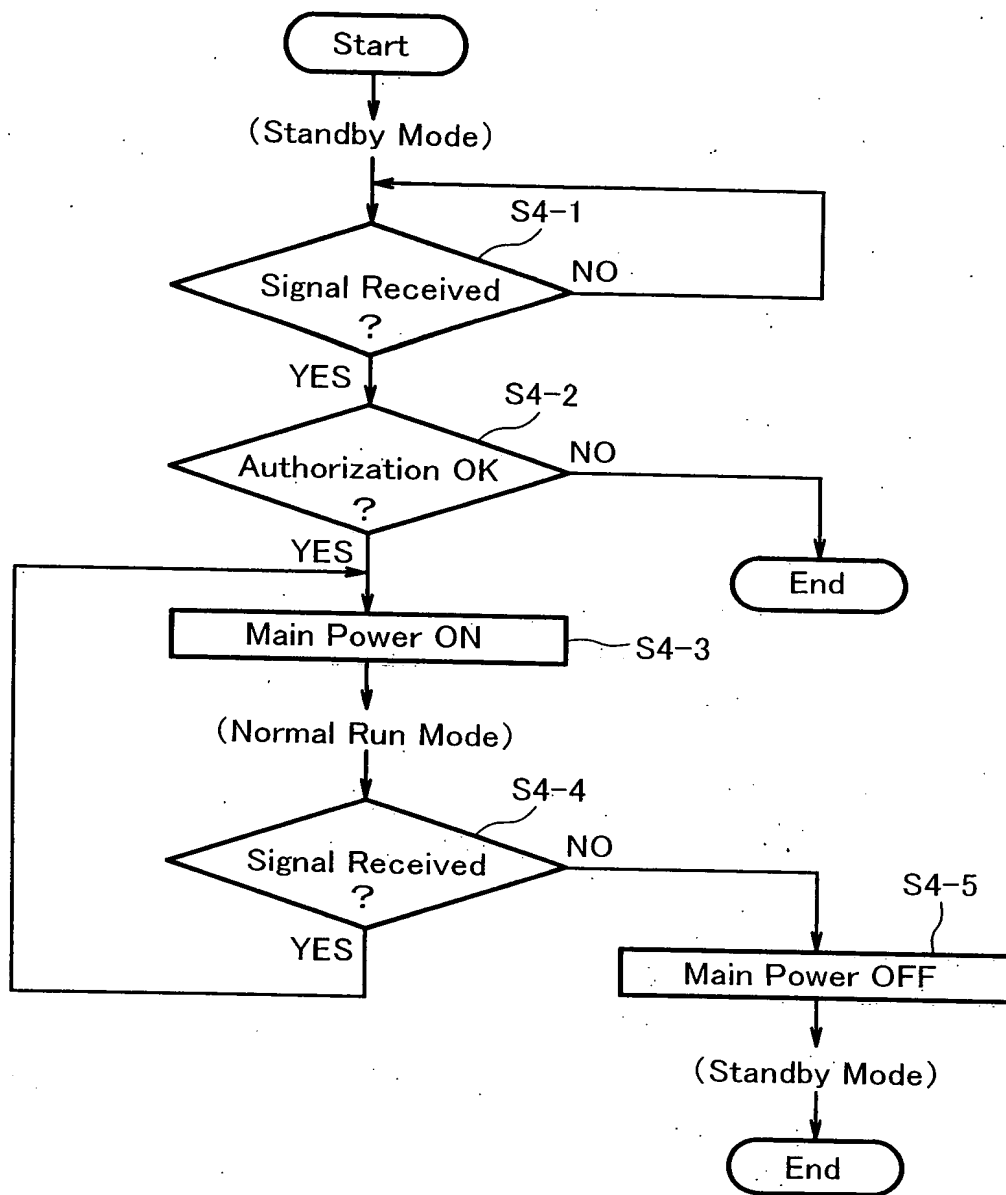 Start
(Standby Mode)
S4-1
Signal Received
?
NO
YES
S4-2
Authorization OK
?
NO
YES
End
Main Power ON
S4-3
(Normal Run Mode)
S4-4
Signal Received
?
NO
YES
S4-5
Main Power OFF
(Standby Mode)
End